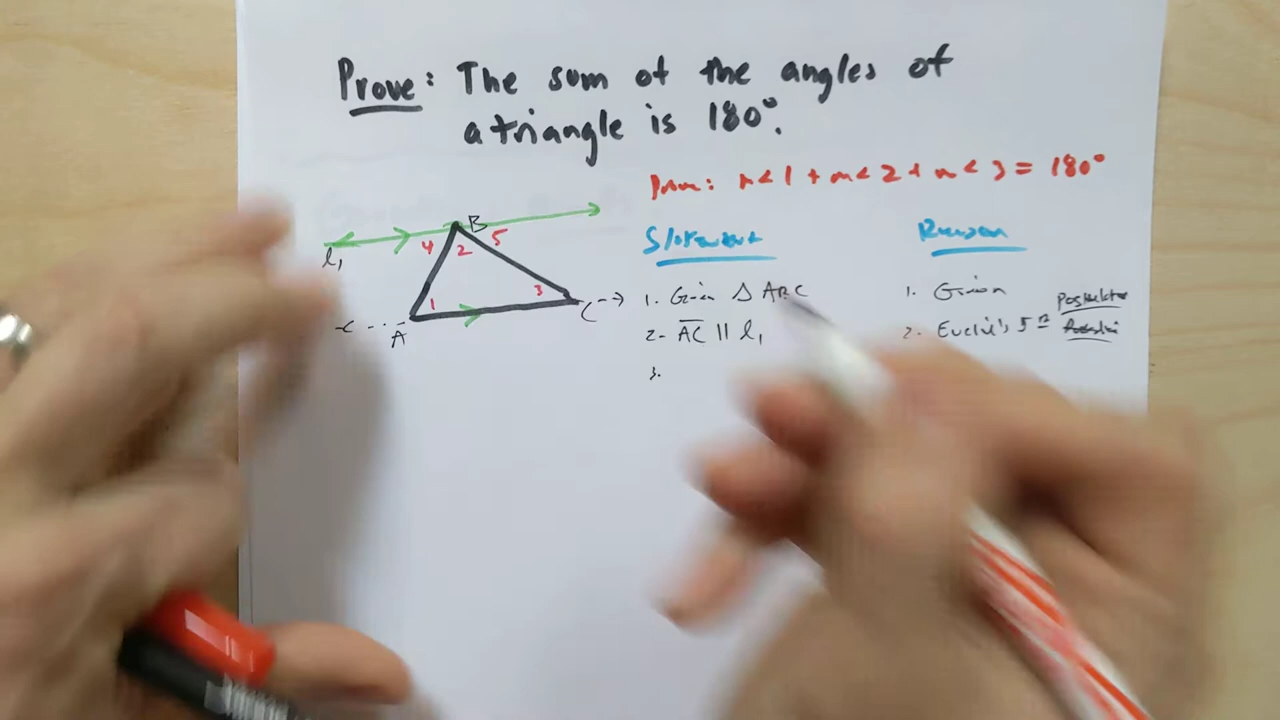 Prove: The sum of the angles of
a triangle is 180°.
Prove: m∠1 + m∠2 + m∠3 = 180°
B
4 2 5
l₁
1 3
C
A
Statement Reason
1. Given △ ABC 1. Given
2. AC || l₁ 2. Euclid's 5th Postulate
3.